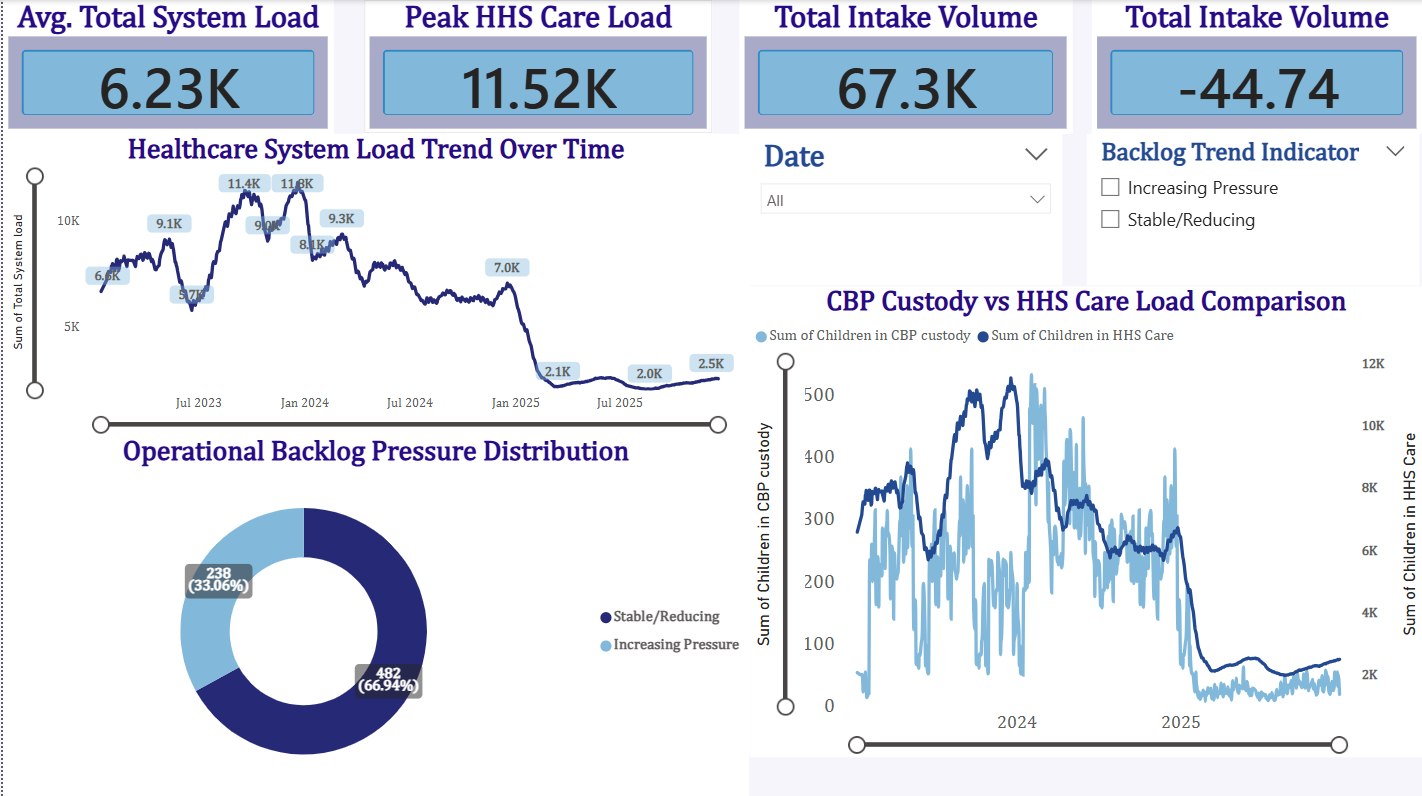 Avg. Total System Load
6.23K
Peak HHS Care Load
11.52K
Total Intake Volume
67.3K
Total Intake Volume
-44.74
Healthcare System Load Trend Over Time
Sum of Total System load
10K
5K
6.6K
9.1K
5.7K
11.4K
9.0K
11.8K
8.1K
9.3K
7.0K
2.1K
2.0K
2.5K
Jul 2023
Jan 2024
Jul 2024
Jan 2025
Jul 2025
Date
All
Backlog Trend Indicator
Increasing Pressure
Stable/Reducing
Operational Backlog Pressure Distribution
238
(33.06%)
482
(66.94%)
Stable/Reducing
Increasing Pressure
CBP Custody vs HHS Care Load Comparison
Sum of Children in CBP custody
Sum of Children in HHS Care
Sum of Children in CBP custody
500
400
300
200
100
0
12K
10K
8K
6K
4K
2K
Sum of Children in HHS Care
2024
2025